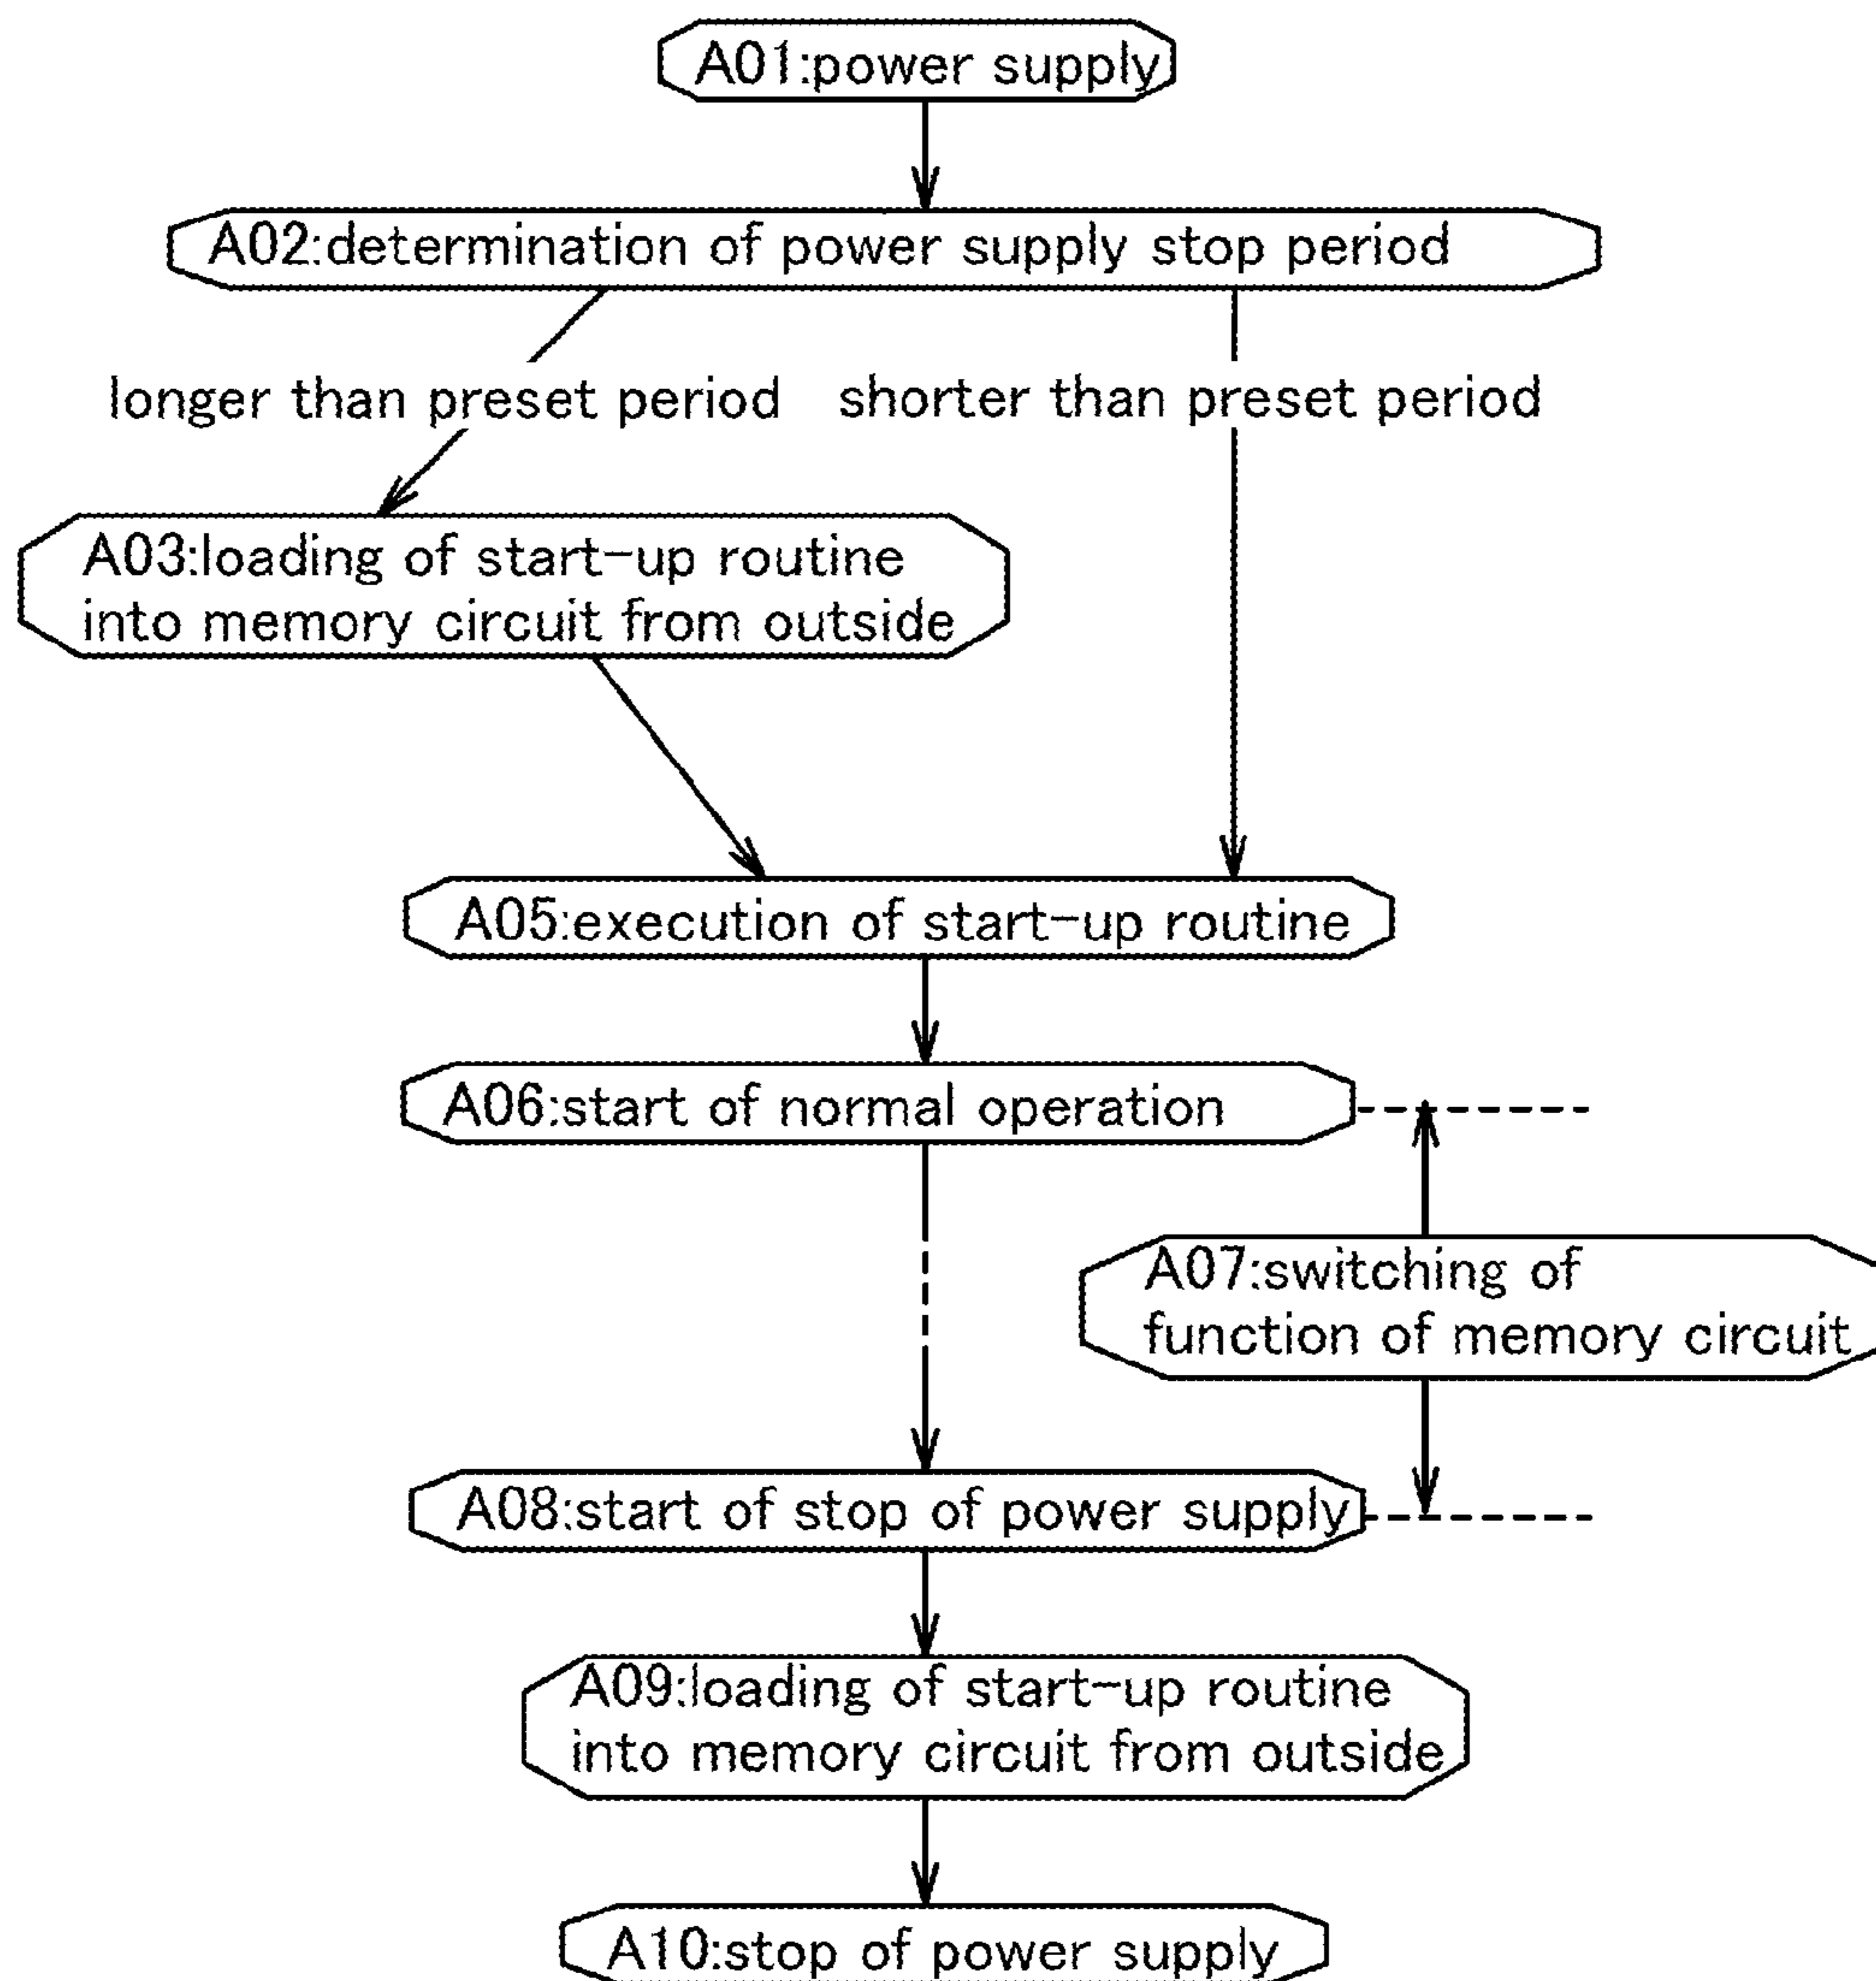 A01:power supply
A02:determination of power supply stop period
longer than preset period
shorter than preset period
A03:loading of start-up routine
into memory circuit from outside
A05:execution of start-up routine
A06:start of normal operation
A07:switching of
function of memory circuit
A08:start of stop of power supply
A09:loading of start-up routine
into memory circuit from outside
A10:stop of power supply